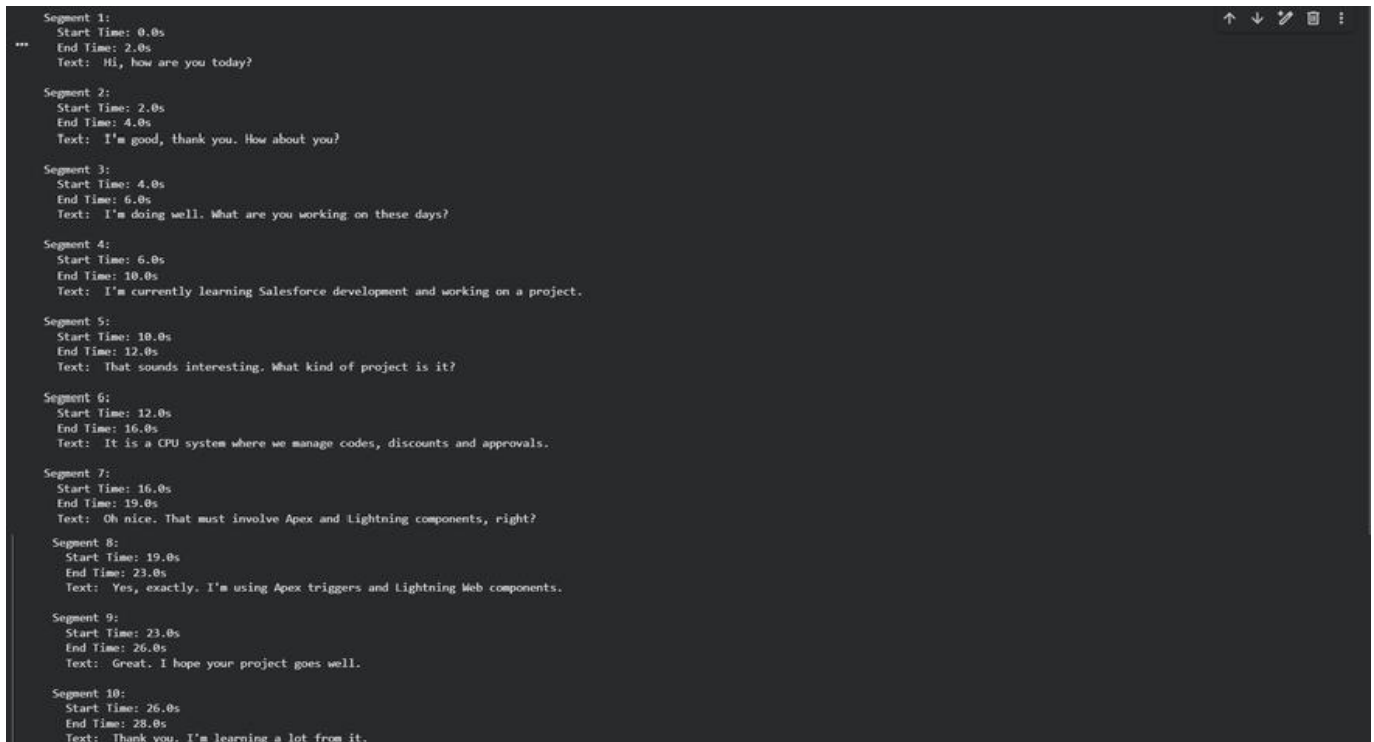 Segment 1:
Start Time: 0.0s
End Time: 2.0s
Text: Hi, how are you today?
Segment 2:
Start Time: 2.0s
End Time: 4.0s
Text: I'm good, thank you. How about you?
Segment 3:
Start Time: 4.0s
End Time: 6.0s
Text: I'm doing well. What are you working on these days?
Segment 4:
Start Time: 6.0s
End Time: 10.0s
Text: I'm currently learning Salesforce development and working on a project.
Segment 5:
Start Time: 10.0s
End Time: 12.0s
Text: That sounds interesting. What kind of project is it?
Segment 6:
Start Time: 12.0s
End Time: 16.0s
Text: It is a CPU system where we manage codes, discounts and approvals.
Segment 7:
Start Time: 16.0s
End Time: 19.0s
Text: Oh nice. That must involve Apex and Lightning components, right?
Segment 8:
Start Time: 19.0s
End Time: 23.0s
Text: Yes, exactly. I'm using Apex triggers and Lightning Web components.
Segment 9:
Start Time: 23.0s
End Time: 26.0s
Text: Great. I hope your project goes well.
Segment 10:
Start Time: 26.0s
End Time: 28.0s
Text: Thank you. I'm learning a lot from it.